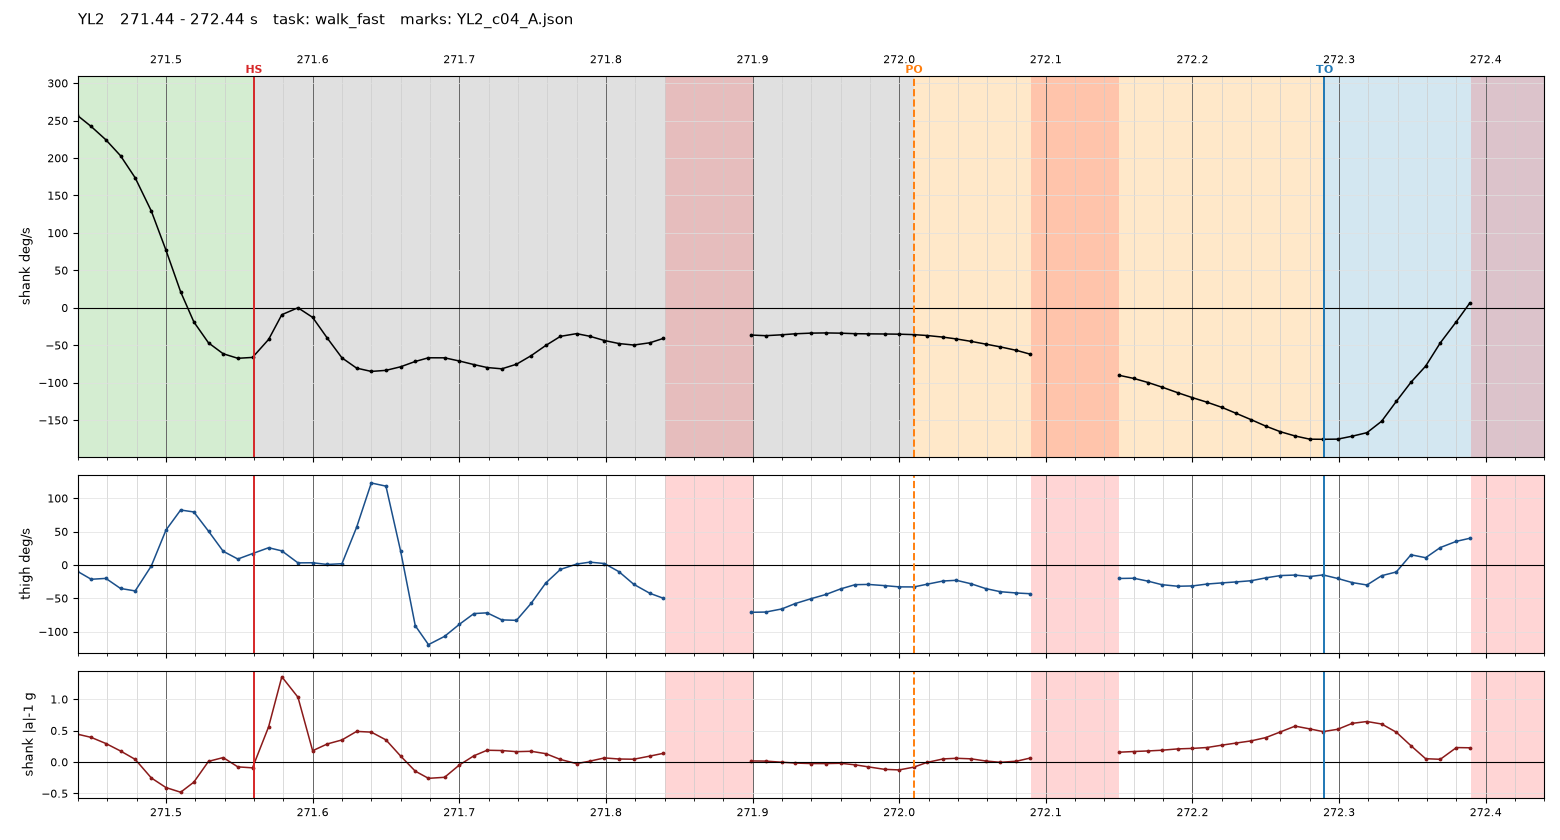 YL2   271.44 - 272.44 s   task: walk_fast   marks: YL2_c04_A.json
271.5 271.6 271.7 271.8 271.9 272.0 272.1 272.2 272.3 272.4
HS PO TO
shank deg/s
300
250
200
150
100
50
0
−50
−100
−150
thigh deg/s
100
50
0
−50
−100
shank |a|-1 g
1.0
0.5
0.0
−0.5
271.5 271.6 271.7 271.8 271.9 272.0 272.1 272.2 272.3 272.4